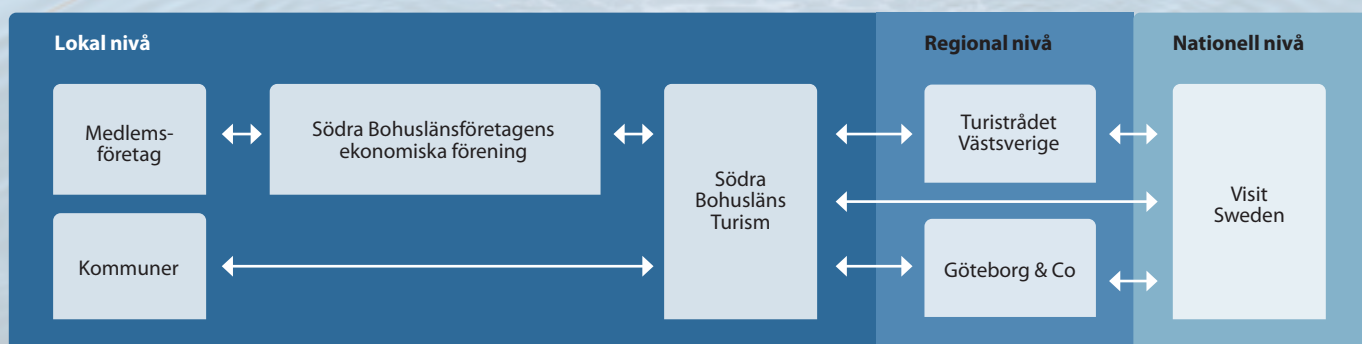 Lokal nivå
Regional nivå
Nationell nivå
Medlems-
företag
Södra Bohuslänsföretagens
ekonomiska förening
Södra
Bohusläns
Turism
Turistrådet
Västsverige
Visit
Sweden
Kommuner
Göteborg & Co